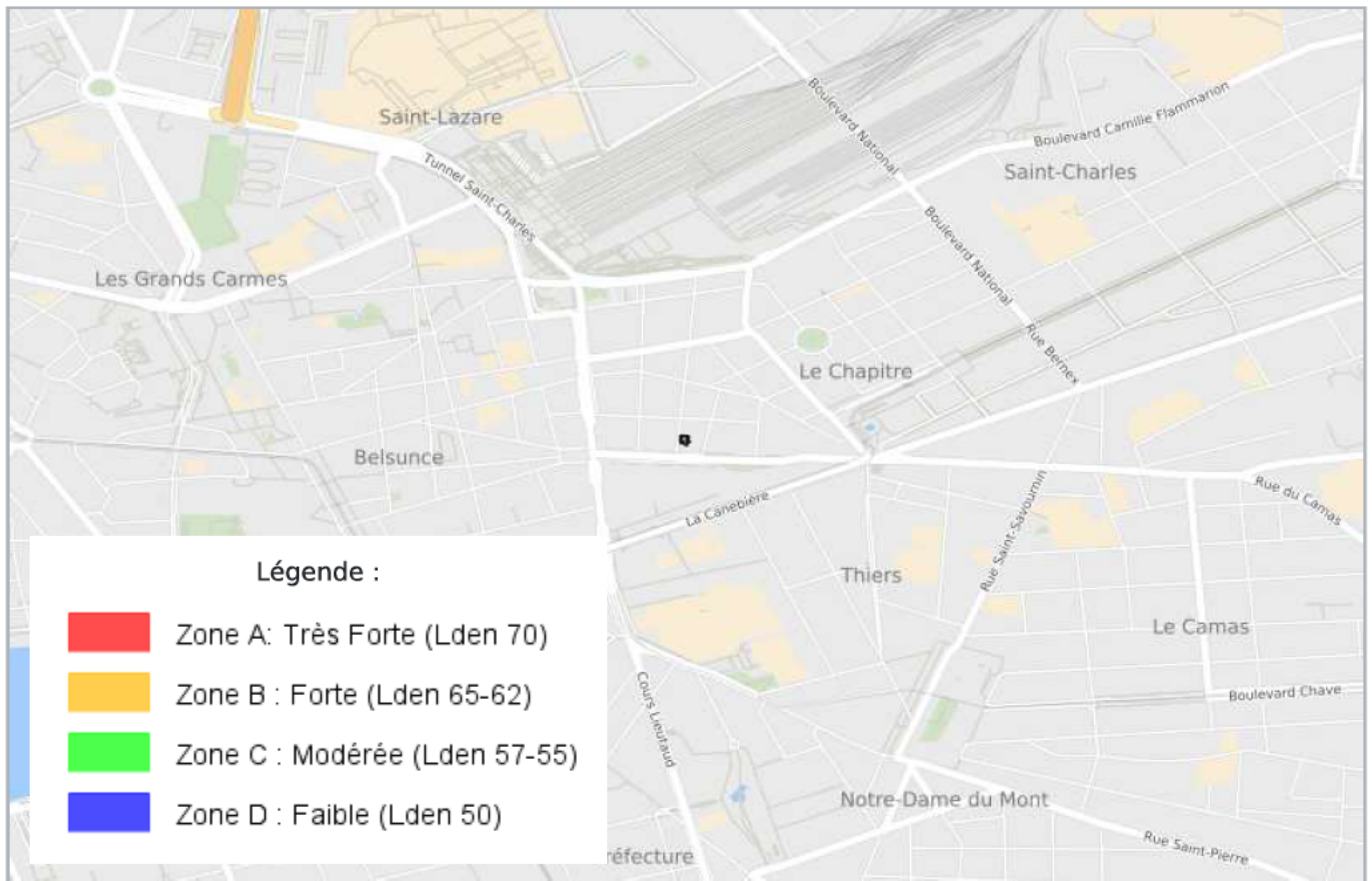 Saint-Lazare
Boulevard National
Boulevard Camille Flammarion
Tunnel Saint-Charles
Saint-Charles
Boulevard National
Les Grands Carmes
Rue Bernex
Le Chapitre
Belsunce
La Canebière
Rue du Camas
Rue Saint-Savournin
Thiers
Le Camas
Boulevard Chave
Cours Lieutaud
Notre-Dame du Mont
Rue Saint-Pierre
réfecture
Légende :
Zone A: Très Forte (Lden 70)
Zone B : Forte (Lden 65-62)
Zone C : Modérée (Lden 57-55)
Zone D : Faible (Lden 50)